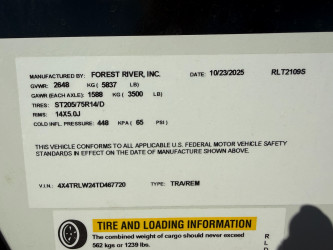 MANUFACTURED BY: FOREST RIVER, INC. DATE: 10/23/2025 RLT2109S
GVWR: 2648 KG ( 5837 LB)
GAWR (EACH AXLE): 1588 KG ( 3500 LB)
TIRES: ST205/75R14/D
RIMS: 14X5.0J
COLD INFL. PRESSURE: 448 KPA ( 65 PSI )
THIS VEHICLE CONFORMS TO ALL APPLICABLE U.S. FEDERAL MOTOR VEHICLE SAFETY
STANDARDS IN EFFECT ON THE DATE OF MANUFACTURE SHOWN ABOVE.
V.I.N.: 4X4TRLW24TD467720 TYPE: TRA/REM
TIRE AND LOADING INFORMATION
The combined weight of cargo should never exceed
562 kgs or 1239 lbs.
RLD